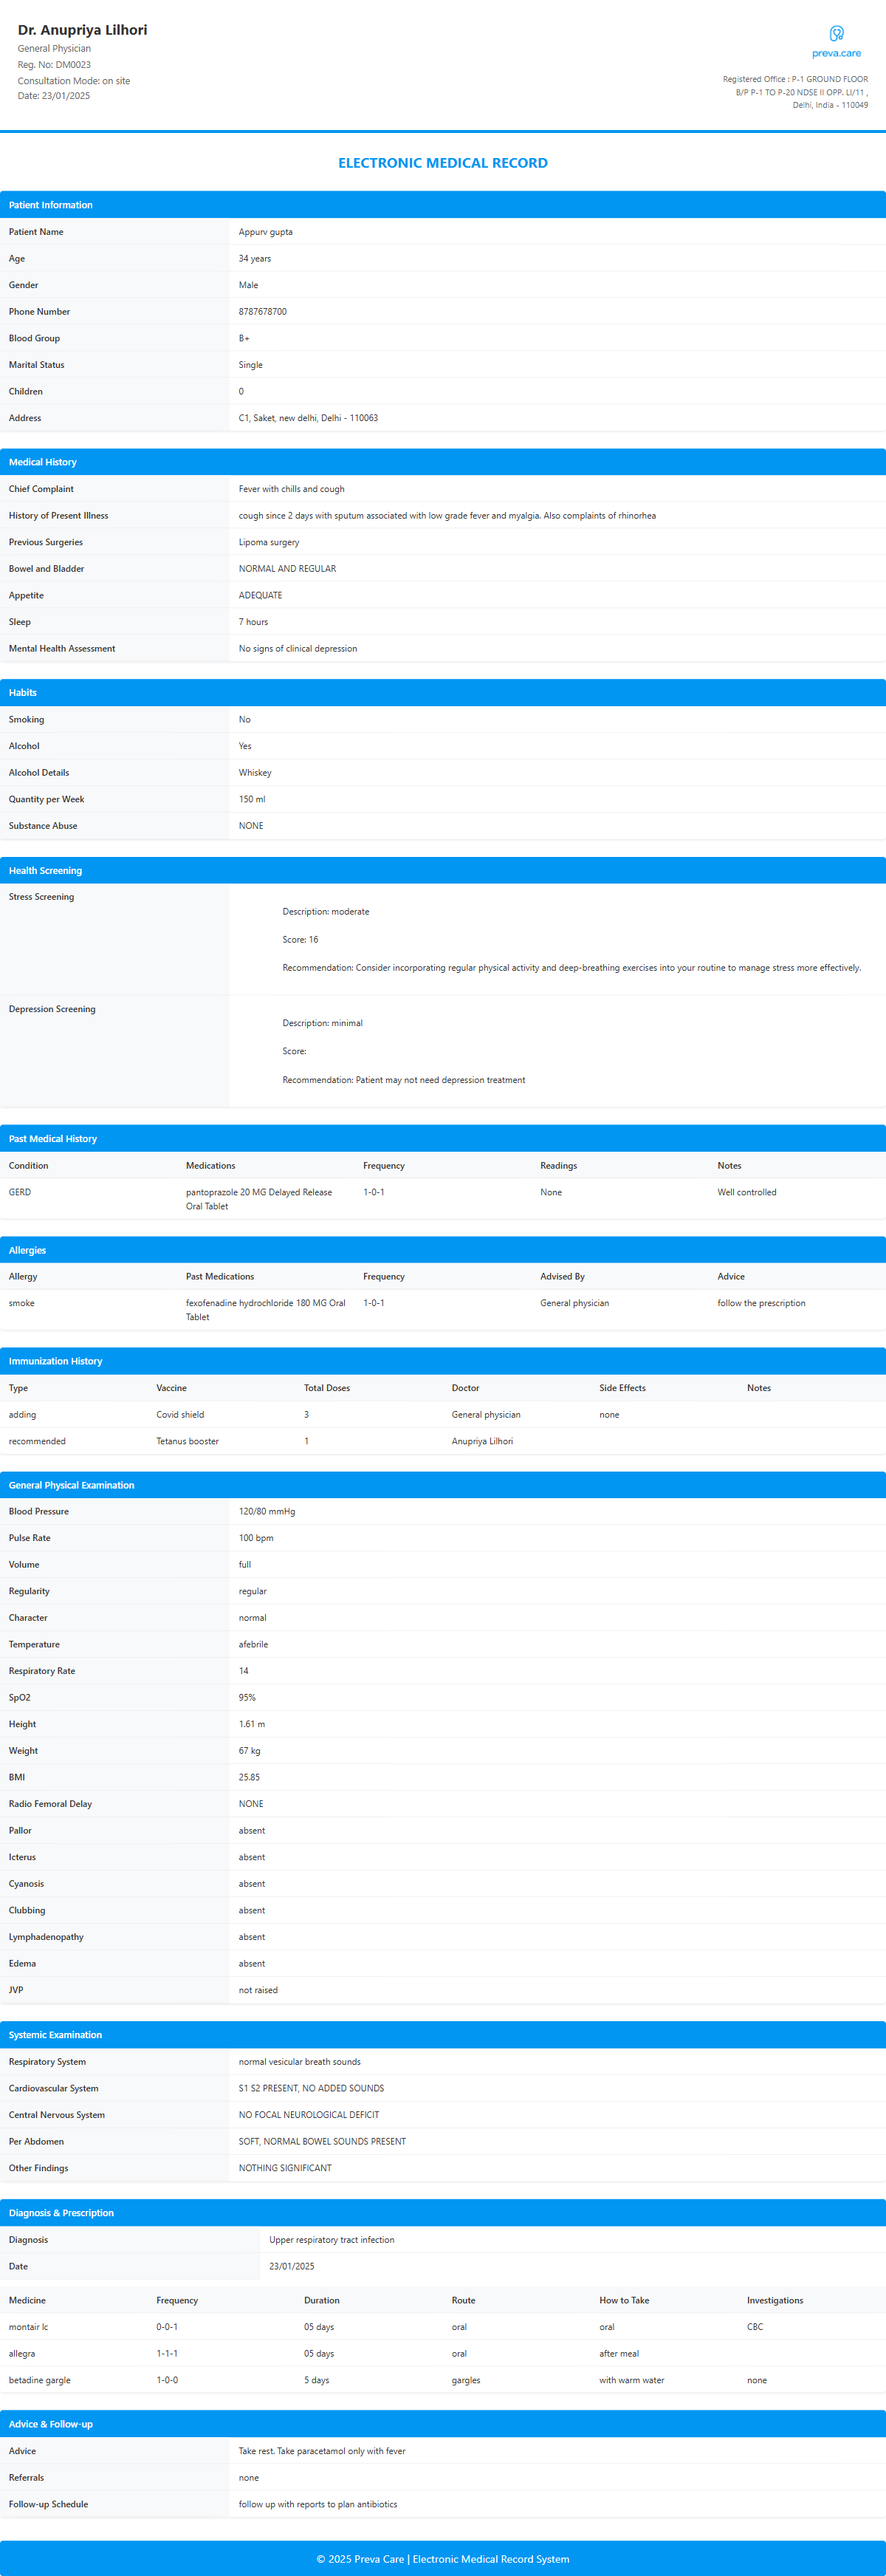 Dr. Anupriya Lilhori
General Physician
Reg. No: DM0023
Consultation Mode: on site
Date: 23/01/2025
preva.care
Registered Office : P-1 GROUND FLOOR
B/P P-1 TO P-20 NDSE II OPP. LI/11 ,
Delhi, India - 110049
ELECTRONIC MEDICAL RECORD
Patient Information
Patient Name Appurv gupta
Age 34 years
Gender Male
Phone Number 8787678700
Blood Group B+
Marital Status Single
Children 0
Address C1, Saket, new delhi, Delhi - 110063
Medical History
Chief Complaint Fever with chills and cough
History of Present Illness cough since 2 days with sputum associated with low grade fever and myalgia. Also complaints of rhinorhea
Previous Surgeries Lipoma surgery
Bowel and Bladder NORMAL AND REGULAR
Appetite ADEQUATE
Sleep 7 hours
Mental Health Assessment No signs of clinical depression
Habits
Smoking No
Alcohol Yes
Alcohol Details Whiskey
Quantity per Week 150 ml
Substance Abuse NONE
Health Screening
Stress Screening
Description: moderate
Score: 16
Recommendation: Consider incorporating regular physical activity and deep-breathing exercises into your routine to manage stress more effectively.
Depression Screening
Description: minimal
Score:
Recommendation: Patient may not need depression treatment
Past Medical History
Condition Medications Frequency Readings Notes
GERD pantoprazole 20 MG Delayed Release 1-0-1 None Well controlled
Oral Tablet
Allergies
Allergy Past Medications Frequency Advised By Advice
smoke fexofenadine hydrochloride 180 MG Oral 1-0-1 General physician follow the prescription
Tablet
Immunization History
Type Vaccine Total Doses Doctor Side Effects Notes
adding Covid shield 3 General physician none
recommended Tetanus booster 1 Anupriya Lilhori
General Physical Examination
Blood Pressure 120/80 mmHg
Pulse Rate 100 bpm
Volume full
Regularity regular
Character normal
Temperature afebrile
Respiratory Rate 14
SpO2 95%
Height 1.61 m
Weight 67 kg
BMI 25.85
Radio Femoral Delay NONE
Pallor absent
Icterus absent
Cyanosis absent
Clubbing absent
Lymphadenopathy absent
Edema absent
JVP not raised
Systemic Examination
Respiratory System normal vesicular breath sounds
Cardiovascular System S1 S2 PRESENT, NO ADDED SOUNDS
Central Nervous System NO FOCAL NEUROLOGICAL DEFICIT
Per Abdomen SOFT, NORMAL BOWEL SOUNDS PRESENT
Other Findings NOTHING SIGNIFICANT
Diagnosis & Prescription
Diagnosis Upper respiratory tract infection
Date 23/01/2025
Medicine Frequency Duration Route How to Take Investigations
montair lc 0-0-1 05 days oral oral CBC
allegra 1-1-1 05 days oral after meal
betadine gargle 1-0-0 5 days gargles with warm water none
Advice & Follow-up
Advice Take rest. Take paracetamol only with fever
Referrals none
Follow-up Schedule follow up with reports to plan antibiotics
© 2025 Preva Care | Electronic Medical Record System